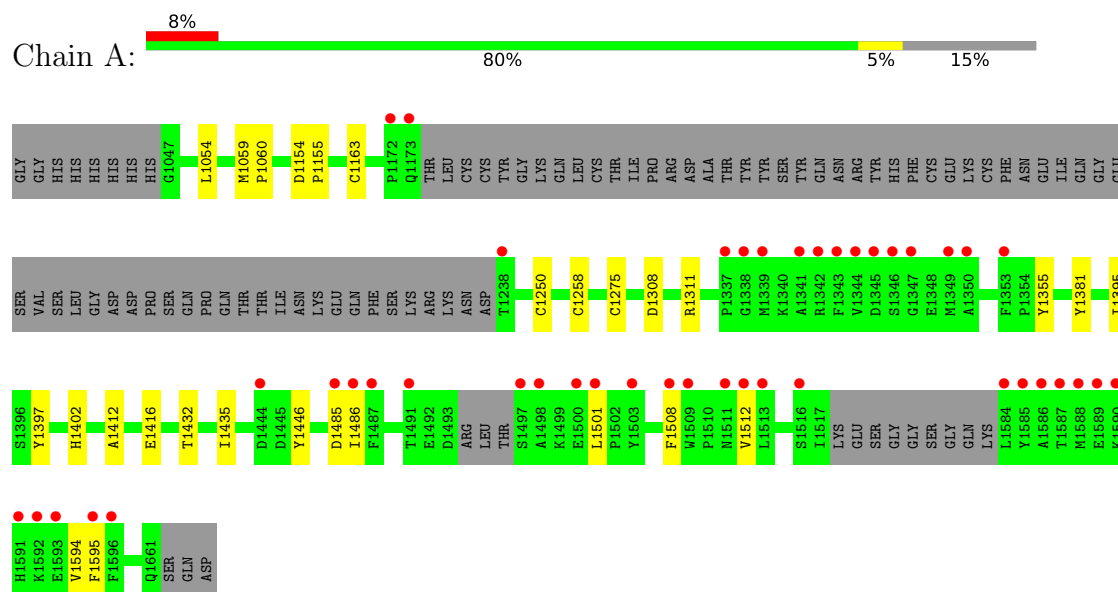 8%
Chain A:
80% 5% 15%
GLY GLY HIS HIS HIS HIS HIS HIS G1047 L1054 M1059 P1060 D1154 P1155 C1163 P1172 Q1173 THR LEU CYS CYS TYR GLY LYS GLN LEU CYS THR ILE PRO ARG ASP ALA THR TYR TYR SER TYR GLN ASN ARG TYR HIS PHE CYS GLU LYS CYS PHE ASN GLU ILE GLN GLY GLU
SER VAL SER LEU GLY ASP ASP PRO SER GLN PRO GLN THR THR ILE ASN LYS GLU GLN PHE SER LYS ARG LYS ASN ASP T1238 C1250 C1258 C1275 D1308 R1311 P1337 G1338 M1339 K1340 A1341 R1342 F1343 V1344 D1345 S1346 G1347 E1348 M1349 A1350 F1353 P1354 Y1355 Y1381 I1395
S1396 Y1397 H1402 A1412 E1416 T1432 I1435 D1444 D1445 Y1446 D1485 I1486 F1487 T1491 E1492 D1493 ARG LEU THR S1497 A1498 K1499 E1500 L1501 P1502 Y1503 F1508 W1509 P1510 N1511 V1512 L1513 S1516 I1517 LYS GLU SER GLY GLY SER GLY GLN LYS L1584 Y1585 A1586 T1587 M1588 E1589 K1590
H1591 K1592 E1593 V1594 F1595 F1596 Q1661 SER GLN ASP